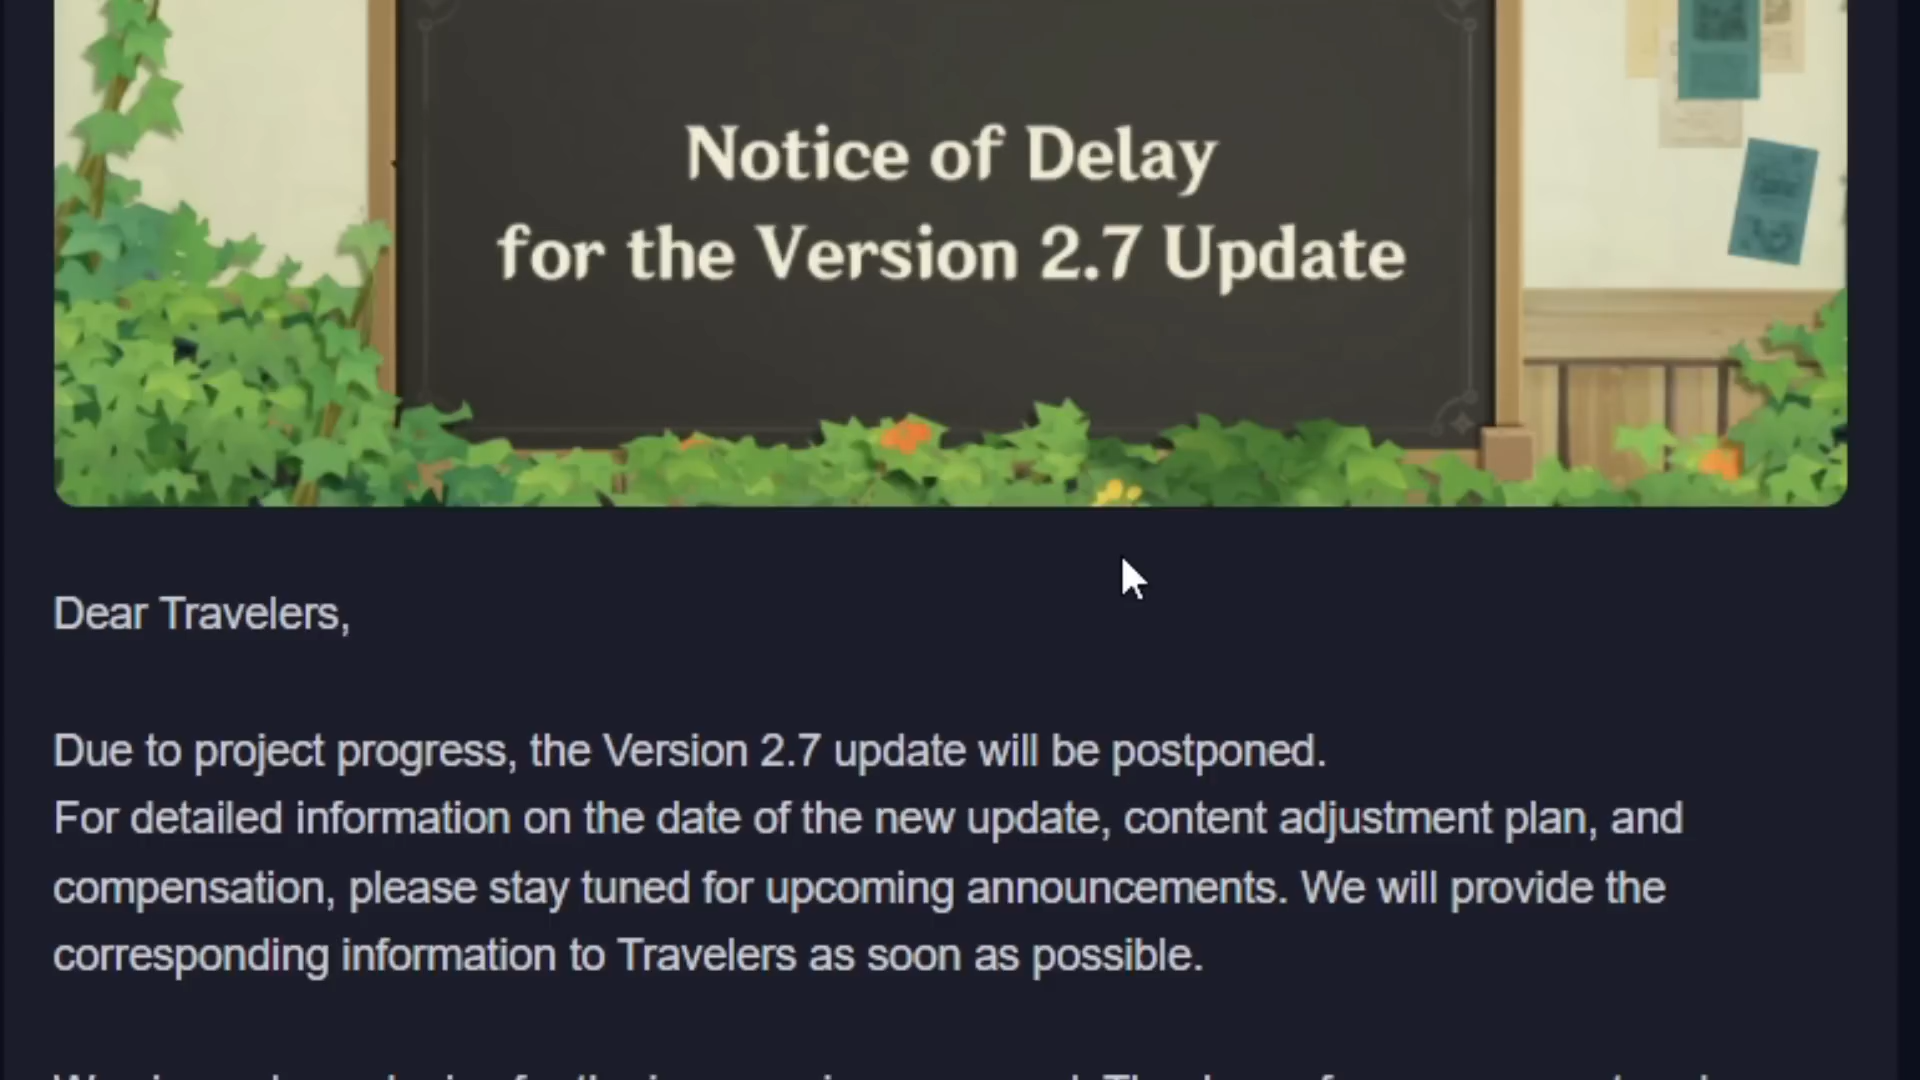 Notice of Delay
for the Version 2.7 Update
Dear Travelers,
Due to project progress, the Version 2.7 update will be postponed.
For detailed information on the date of the new update, content adjustment plan, and
compensation, please stay tuned for upcoming announcements. We will provide the
corresponding information to Travelers as soon as possible.